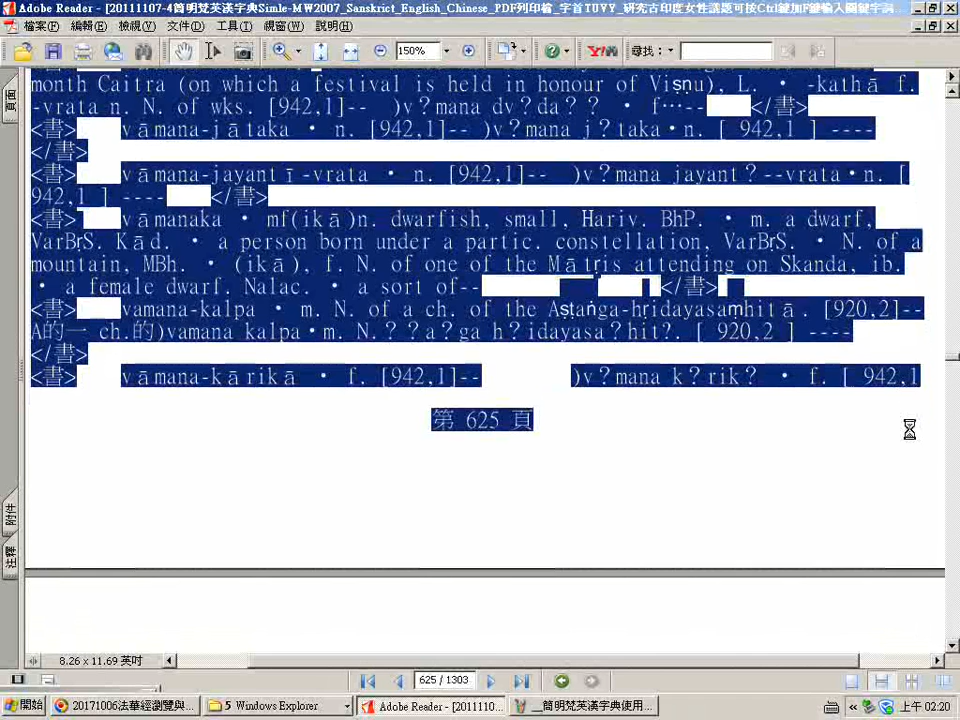 Adobe Reader - [20111107-4簡明梵英漢字典Simle-MW2007_Sanskrict_English_Chinese_PDF列印檔_字首TUVY_研究古印度女性議題可按Ctrl鍵加F鍵輸入關鍵字詞...
檔案(F) 編輯(E) 檢視(V) 文件(D) 工具(T) 視窗(W) 說明(H)
150% Y! 尋找:
頁面
month Caitra (on which a festival is held in honour of Viṣṇu), L. • -kathā f.
-vrata n. N. of wks. [942,1]-- )v?mana dv?da?? • f…-- </書>
<書> vāmana-jātaka • n. [942,1]-- )v?mana j?taka•n. [ 942,1 ] ----
</書>
<書> vāmana-jayantī-vrata • n. [942,1]-- )v?mana jayant?--vrata•n. [
942,1 ] ---- </書>
<書> vāmanaka • mf(ikā)n. dwarfish, small, Hariv. BhP. • m. a dwarf,
VarBṛS. Kād. • a person born under a partic. constellation, VarBṛS. • N. of a
mountain, MBh. • (ikā), f. N. of one of the Mātṛis attending on Skanda, ib.
• a female dwarf. Nalac. • a sort of-- </書>
<書> vamana-kalpa • m. N. of a ch. of the Aṣtaṅga-hṛidayasaṃhitā. [920,2]--
A的一 ch.的)vamana kalpa•m. N.??a?ga h?idayasa?hit?. [ 920,2 ] ----
</書>
<書> vāmana-kārikā • f. [942,1]-- )v?mana k?rik? • f. [ 942,1
第 625 頁
附件
注釋
8.26 x 11.69 英吋
625 / 1303
開始 20171006法華經瀏覽與... 5 Windows Explorer Adobe Reader - [2011110... __簡明梵英字典使用... 上午 02:20